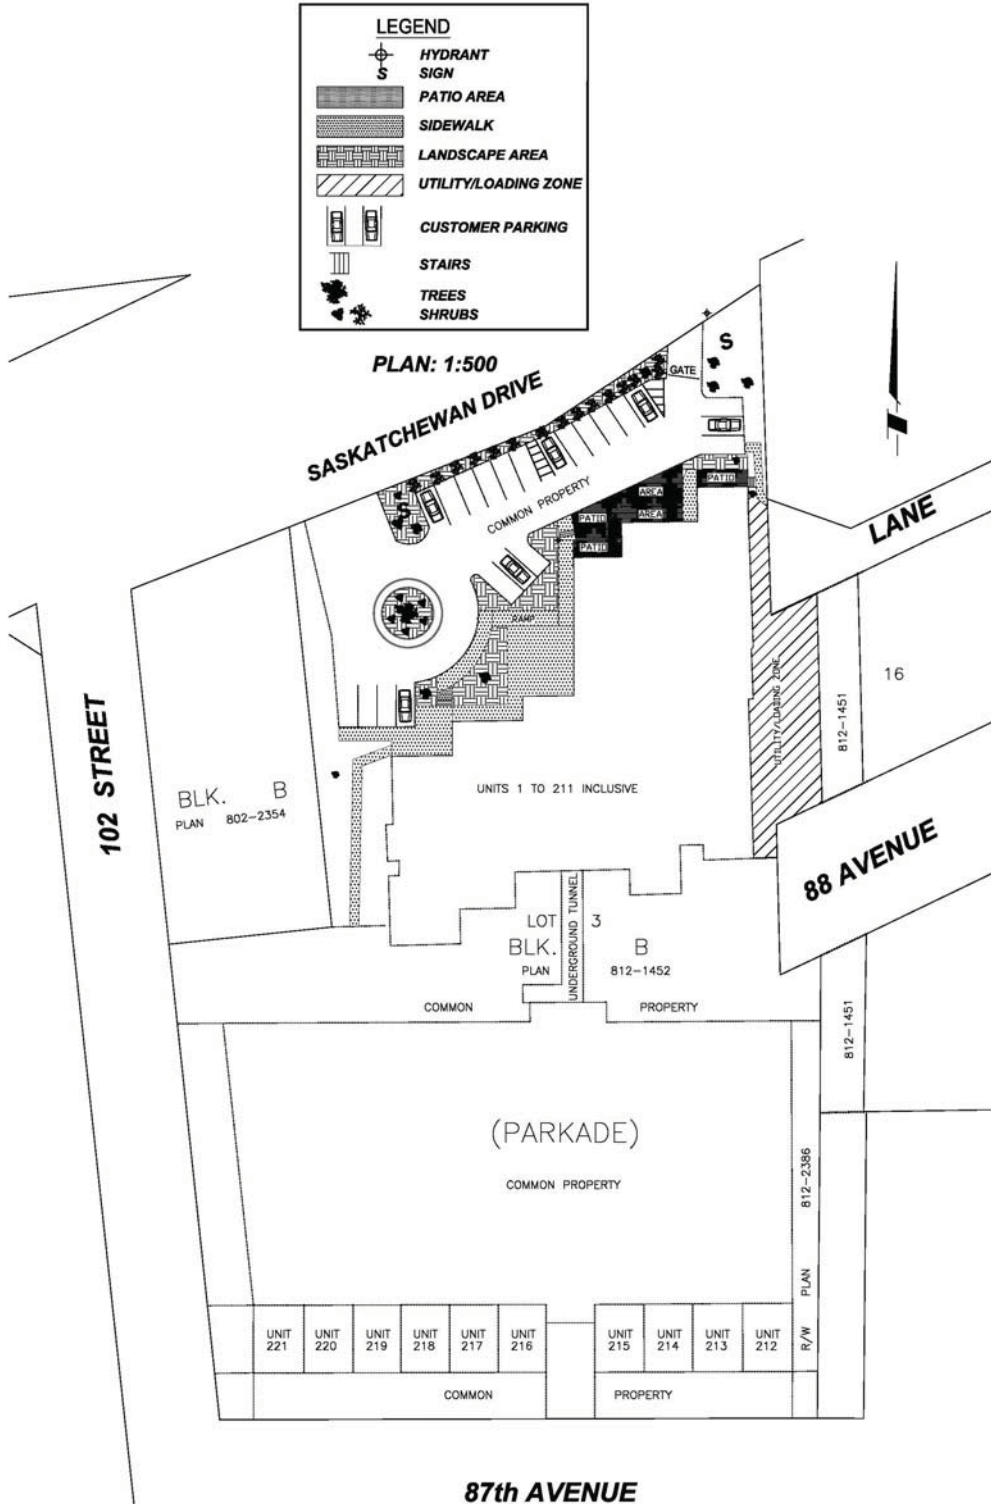 LEGEND
HYDRANT
S SIGN
PATIO AREA
SIDEWALK
LANDSCAPE AREA
UTILITY/LOADING ZONE
CUSTOMER PARKING
STAIRS
TREES
SHRUBS
PLAN: 1:500
SASKATCHEWAN DRIVE
S
GATE
PATIO
AREA
AREA
PATIO
PATIO
S
COMMON PROPERTY
LANE
RAMP
UTILITY/LOADING ZONE
812-1451
16
102 STREET
BLK. B
PLAN 802-2354
UNITS 1 TO 211 INCLUSIVE
88 AVENUE
UNDERGROUND TUNNEL
LOT 3
BLK. B
PLAN 812-1452
COMMON PROPERTY
812-1451
(PARKADE)
COMMON PROPERTY
R/W PLAN 812-2386
UNIT 221
UNIT 220
UNIT 219
UNIT 218
UNIT 217
UNIT 216
UNIT 215
UNIT 214
UNIT 213
UNIT 212
COMMON PROPERTY
87th AVENUE